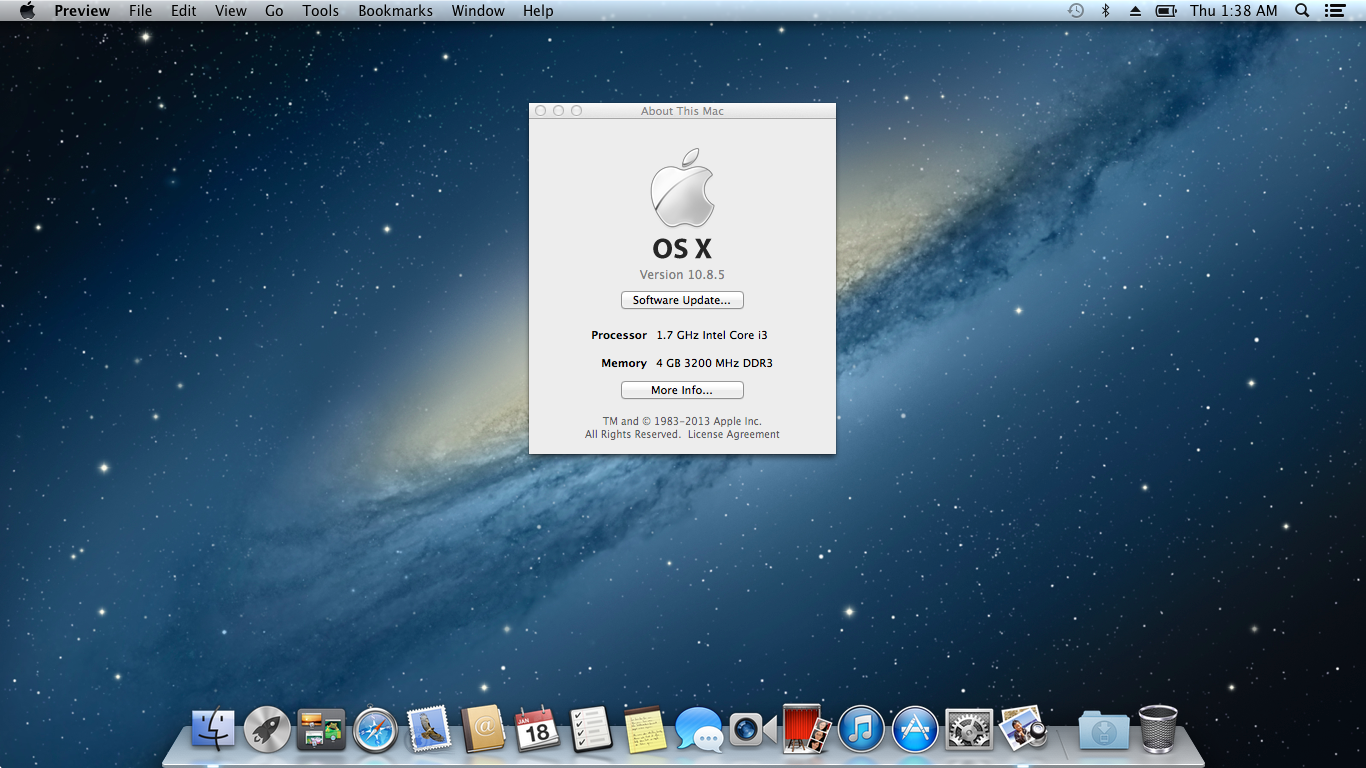 Preview File Edit View Go Tools Bookmarks Window Help Thu 1:38 AM
About This Mac
OS X
Version 10.8.5
Software Update...
Processor 1.7 GHz Intel Core i3
Memory 4 GB 3200 MHz DDR3
More Info...
TM and © 1983–2013 Apple Inc.
All Rights Reserved. License Agreement
JAN
18